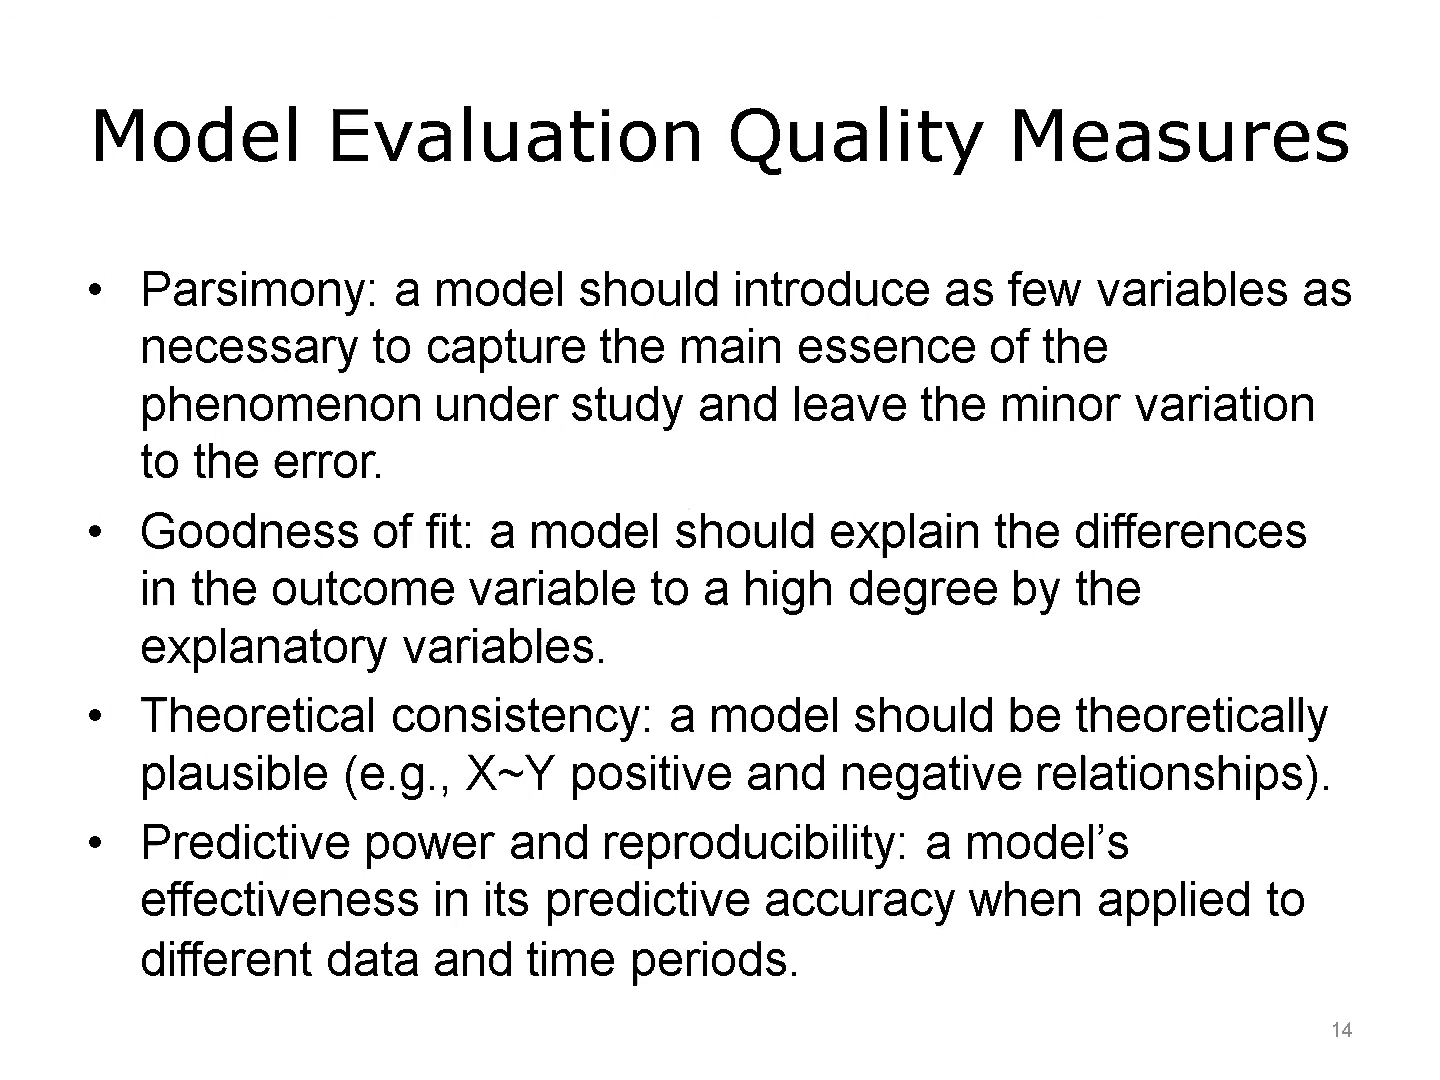 Model Evaluation Quality Measures
• Parsimony: a model should introduce as few variables as
necessary to capture the main essence of the
phenomenon under study and leave the minor variation
to the error.
• Goodness of fit: a model should explain the differences
in the outcome variable to a high degree by the
explanatory variables.
• Theoretical consistency: a model should be theoretically
plausible (e.g., X~Y positive and negative relationships).
• Predictive power and reproducibility: a model’s
effectiveness in its predictive accuracy when applied to
different data and time periods.
14